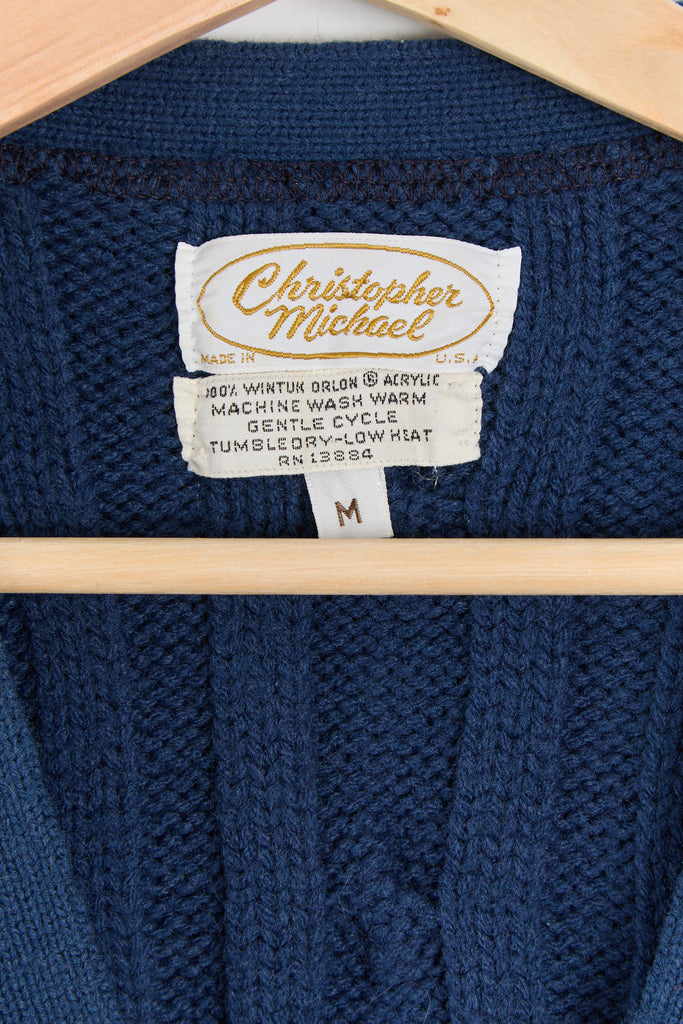 Christopher
Michael
MADE IN U.S.A
100% WINTUK ORLON ® ACRYLIC
MACHINE WASH WARM
GENTLE CYCLE
TUMBLEDRY-LOW HEAT
RN 13884
M